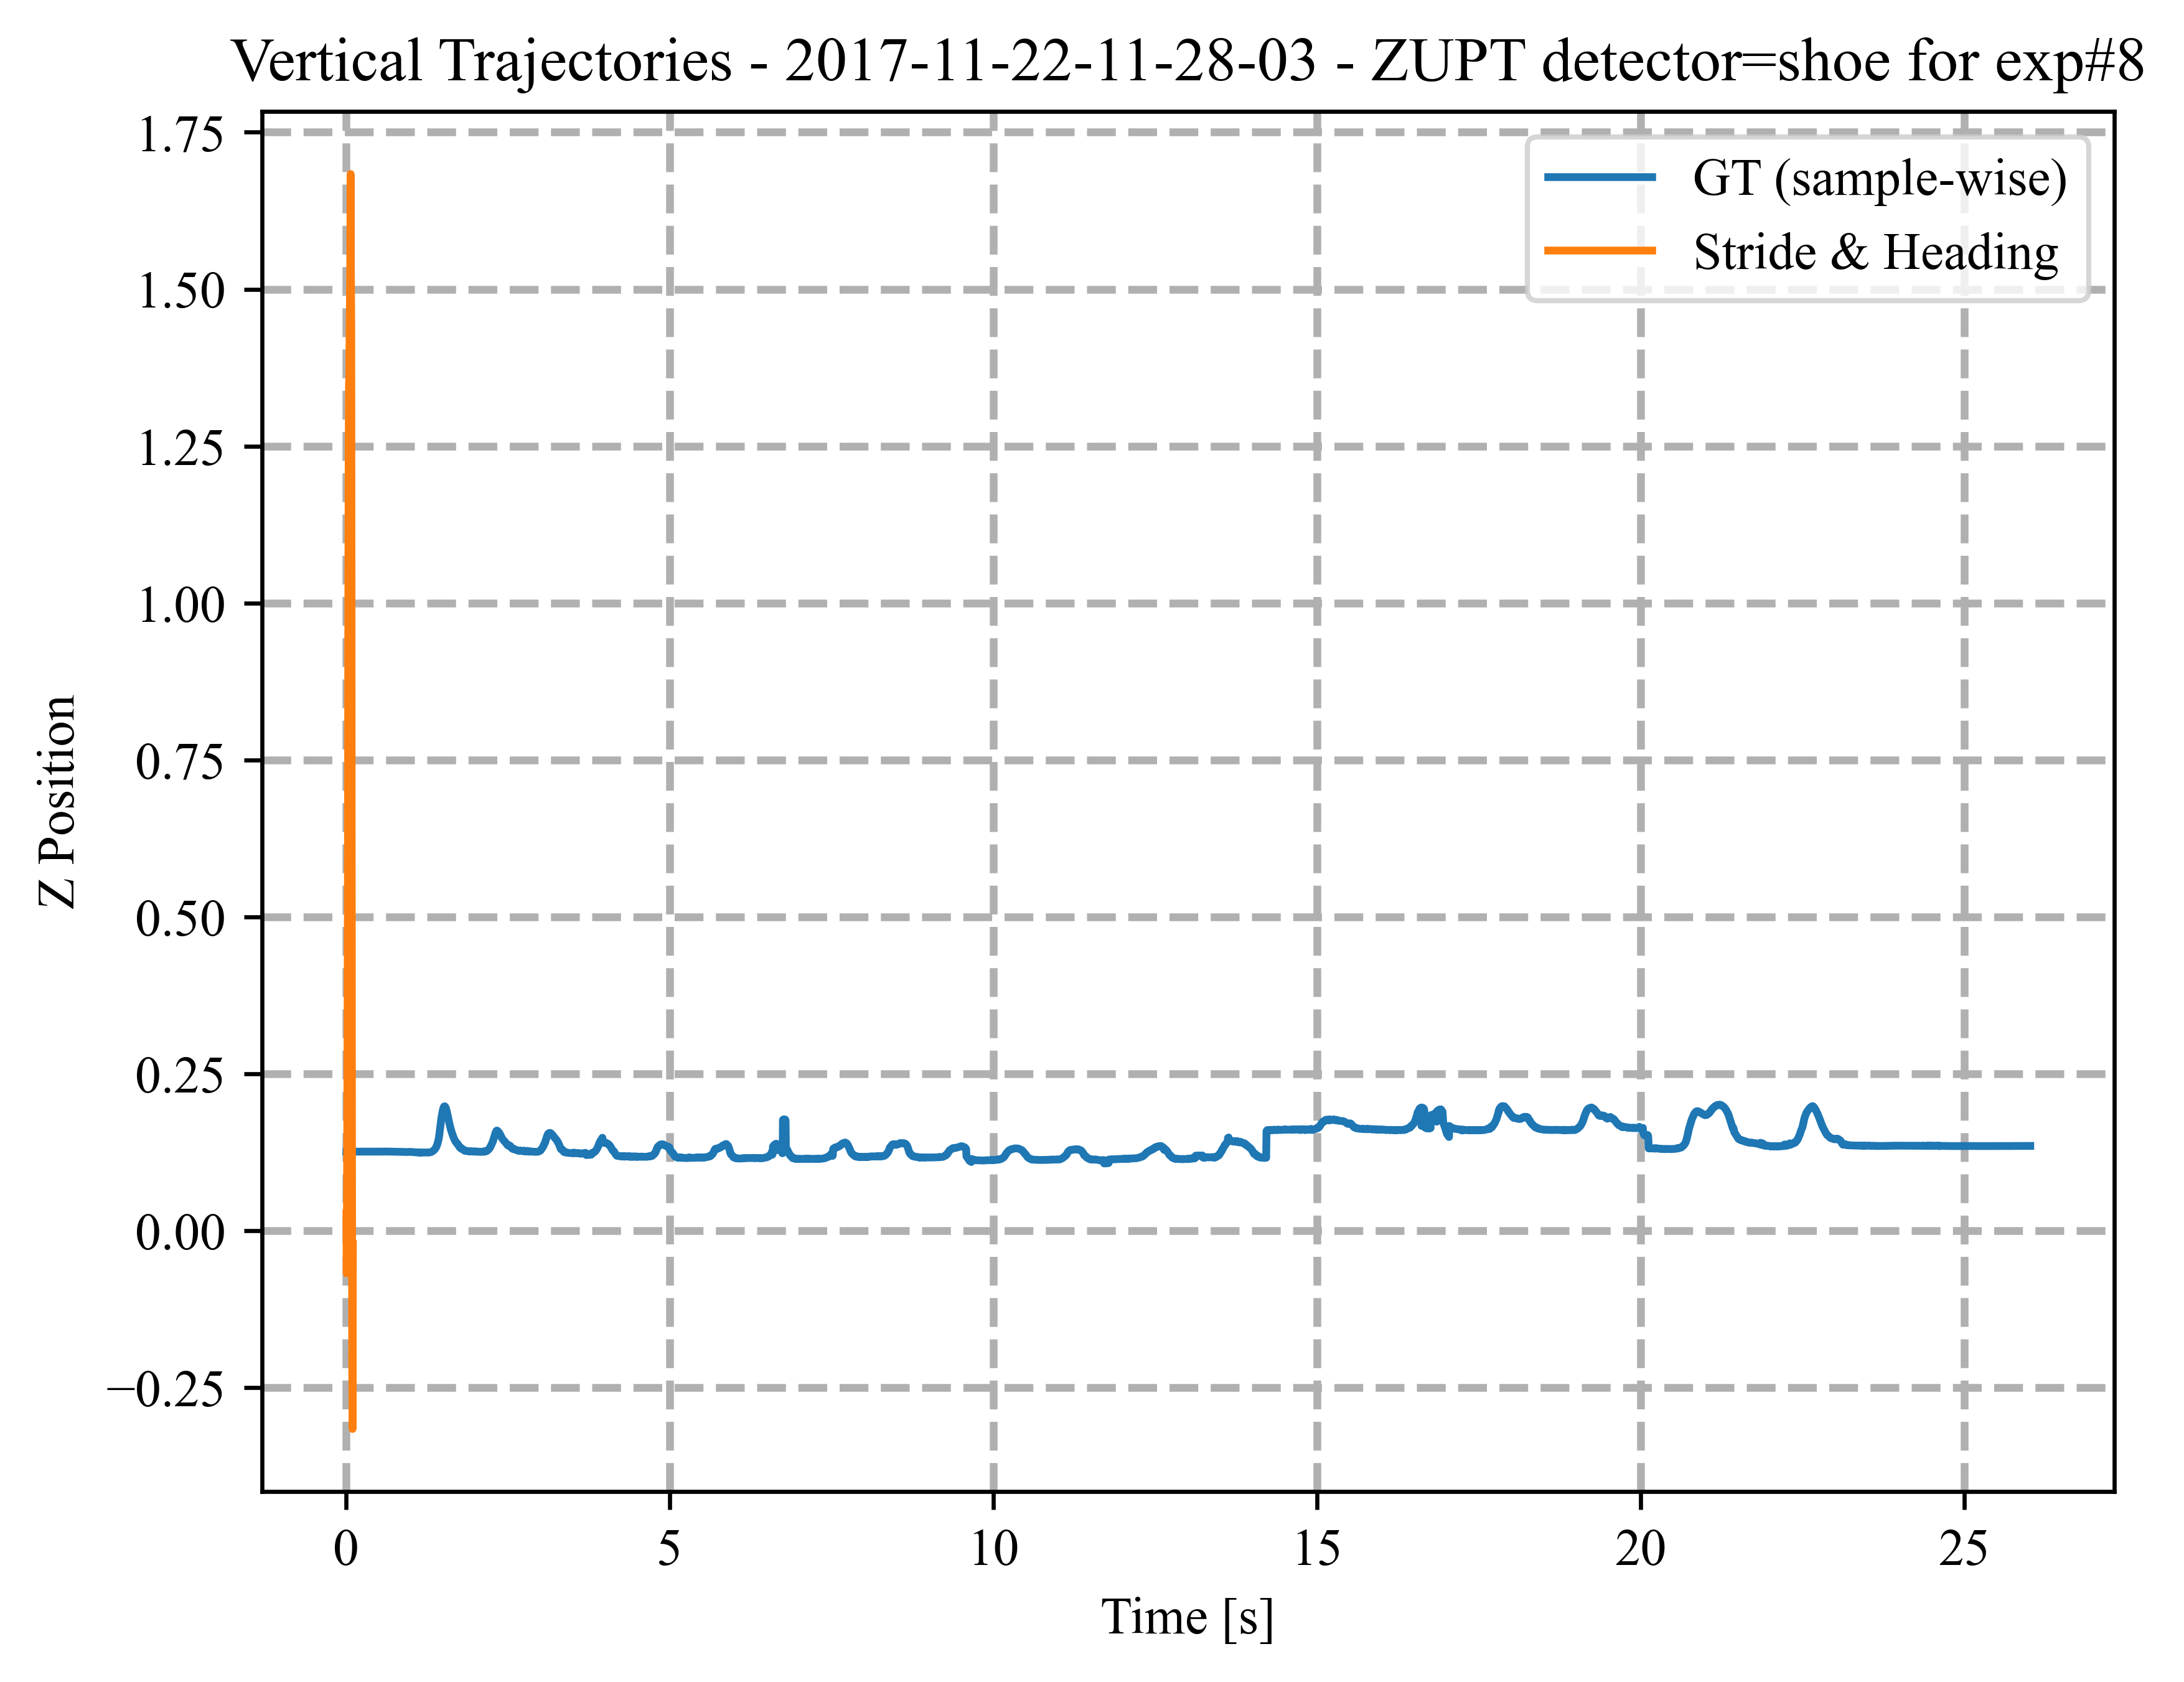 Vertical Trajectories - 2017-11-22-11-28-03 - ZUPT detector=shoe for exp#8
1.75
1.50
1.25
1.00
0.75
0.50
0.25
0.00
−0.25
Z Position
GT (sample-wise)
Stride & Heading
0 5 10 15 20 25
Time [s]